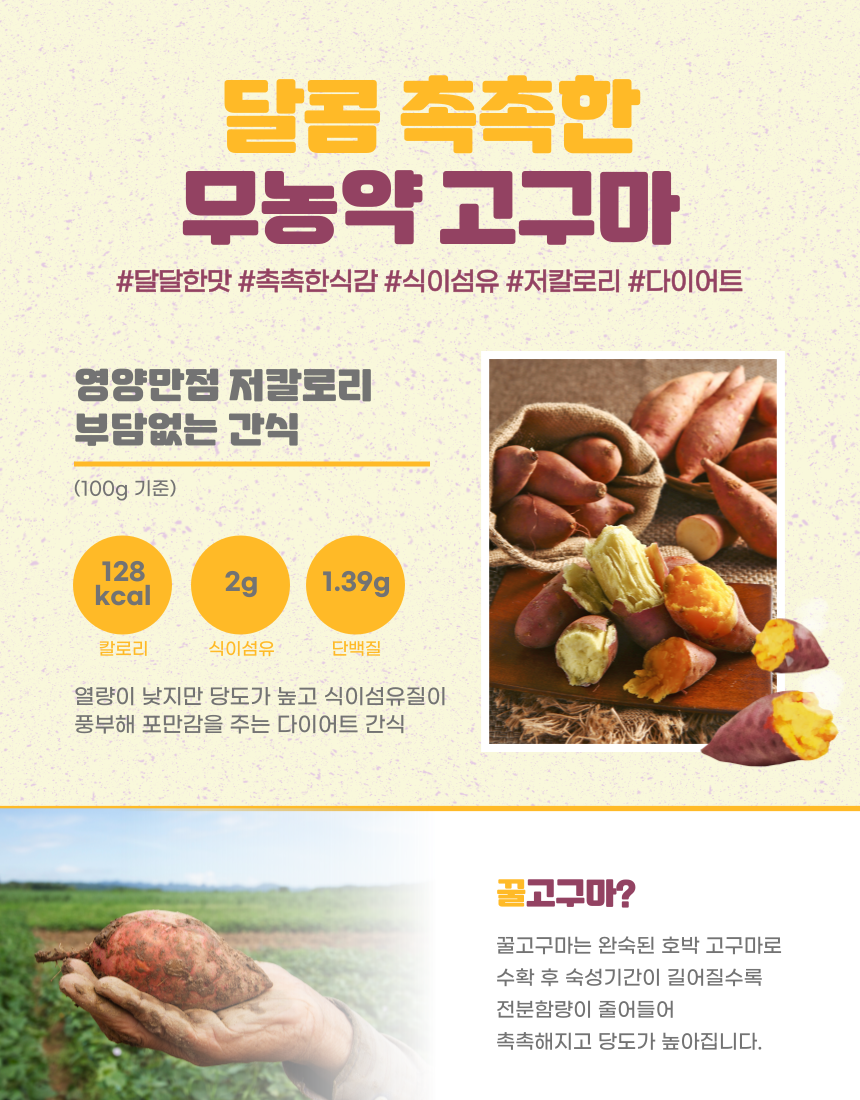 달콤 촉촉한
무농약 고구마
#달달한맛 #촉촉한식감 #식이섬유 #저칼로리 #다이어트
영양만점 저칼로리
부담없는 간식
(100g 기준)
128
kcal
칼로리
2g
식이섬유
1.39g
단백질
열량이 낮지만 당도가 높고 식이섬유질이
풍부해 포만감을 주는 다이어트 간식
꿀고구마?
꿀고구마는 완숙된 호박 고구마로
수확 후 숙성기간이 길어질수록
전분함량이 줄어들어
촉촉해지고 당도가 높아집니다.